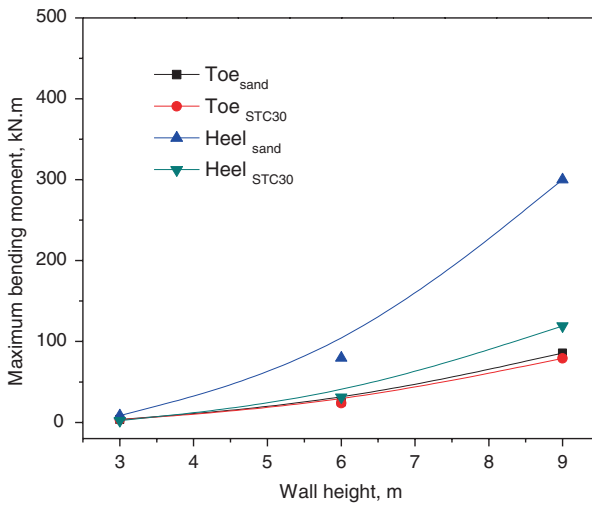 500
400
300
200
100
0
Maximum bending moment, kN.m
Toe sand
Toe STC30
Heel sand
Heel STC30
3 4 5 6 7 8 9
Wall height, m